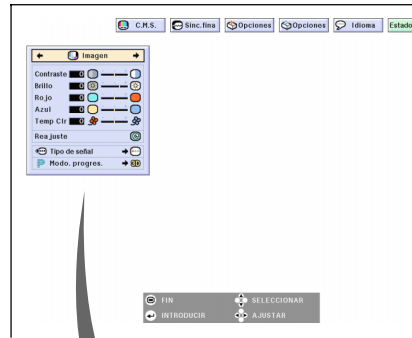 C.M.S. Sinc.fina Opciones Opciones Idioma Estado
Imagen
Contraste 0
Brillo 0
Rojo 0
Azul 0
Temp Clr 0
Reajuste
Tipo de señal
P Modo. progres. 3D
FIN SELECCIONAR
INTRODUCIR AJUSTAR